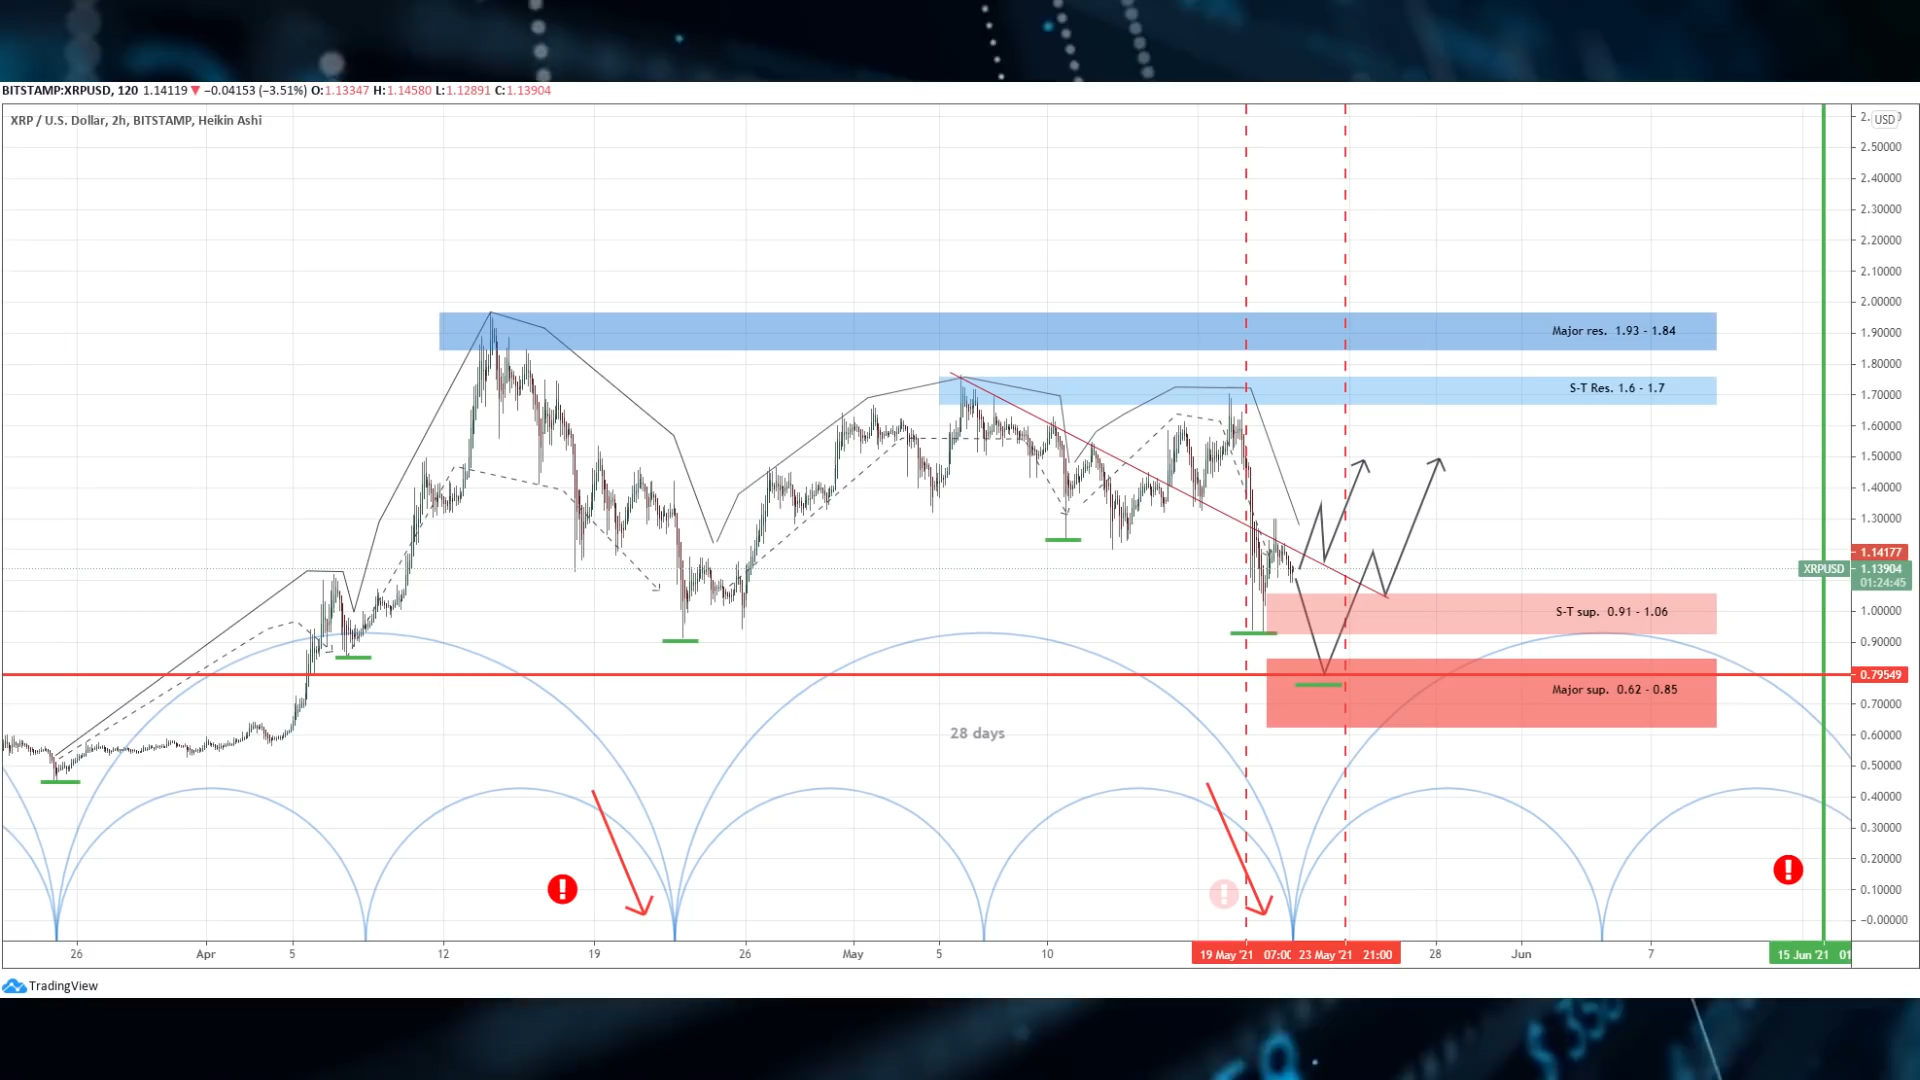 BITSTAMP:XRPUSD, 120 1.14119 ▼ −0.04153 (−3.51%) O:1.13347 H:1.14580 L:1.12891 C:1.13904
XRP / U.S. Dollar, 2h, BITSTAMP, Heikin Ashi
USD
2.50000
2.40000
2.30000
2.20000
2.10000
2.00000
1.90000
1.80000
1.70000
1.60000
1.50000
1.40000
1.30000
1.14177
XRPUSD 1.13904
01:24:45
1.00000
0.90000
0.79549
0.70000
0.60000
0.50000
0.40000
0.30000
0.20000
0.10000
−0.00000
Major res. 1.93 - 1.84
S-T Res. 1.6 - 1.7
S-T sup. 0.91 - 1.06
Major sup. 0.62 - 0.85
28 days
26 Apr 5 12 19 26 May 5 10 19 May '21 07:00 23 May '21 21:00 28 Jun 7 15 Jun '21 01
TradingView